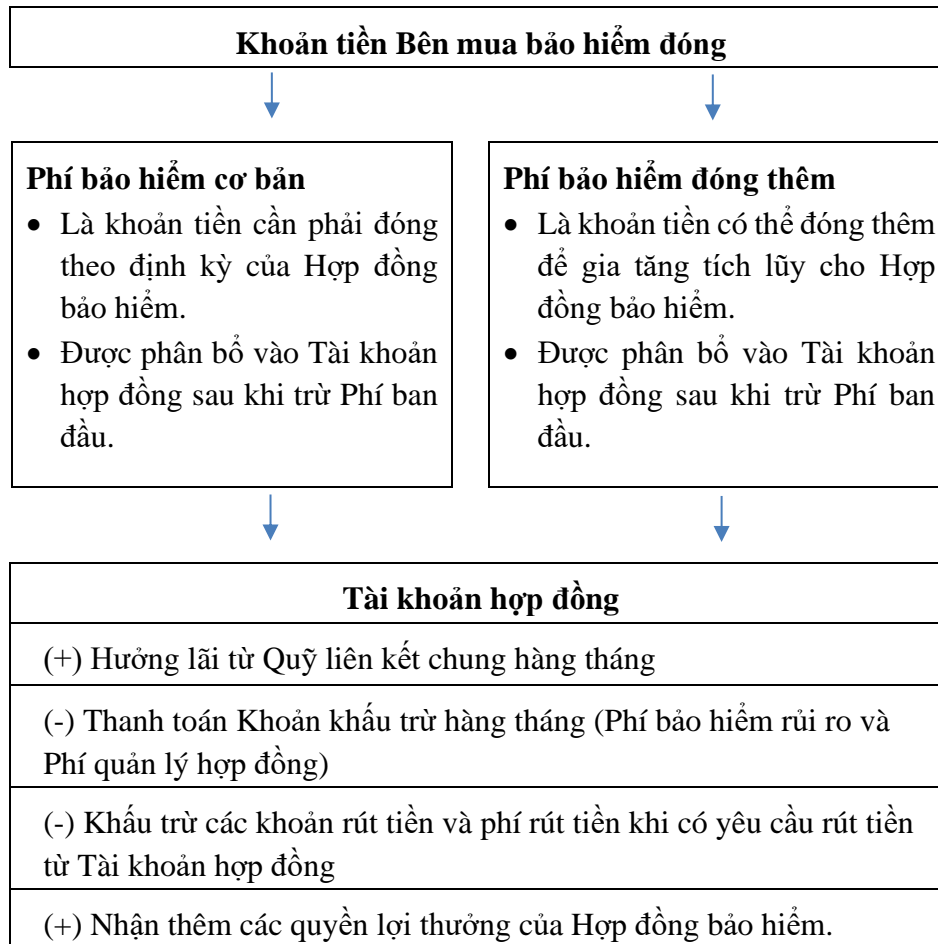 Khoản tiền Bên mua bảo hiểm đóng
Phí bảo hiểm cơ bản
• Là khoản tiền cần phải đóng
theo định kỳ của Hợp đồng
bảo hiểm.
• Được phân bổ vào Tài khoản
hợp đồng sau khi trừ Phí ban
đầu.
Phí bảo hiểm đóng thêm
• Là khoản tiền có thể đóng thêm
để gia tăng tích lũy cho Hợp
đồng bảo hiểm.
• Được phân bổ vào Tài khoản
hợp đồng sau khi trừ Phí ban
đầu.
Tài khoản hợp đồng
(+) Hưởng lãi từ Quỹ liên kết chung hàng tháng
(-) Thanh toán Khoản khấu trừ hàng tháng (Phí bảo hiểm rủi ro và
Phí quản lý hợp đồng)
(-) Khấu trừ các khoản rút tiền và phí rút tiền khi có yêu cầu rút tiền
từ Tài khoản hợp đồng
(+) Nhận thêm các quyền lợi thưởng của Hợp đồng bảo hiểm.